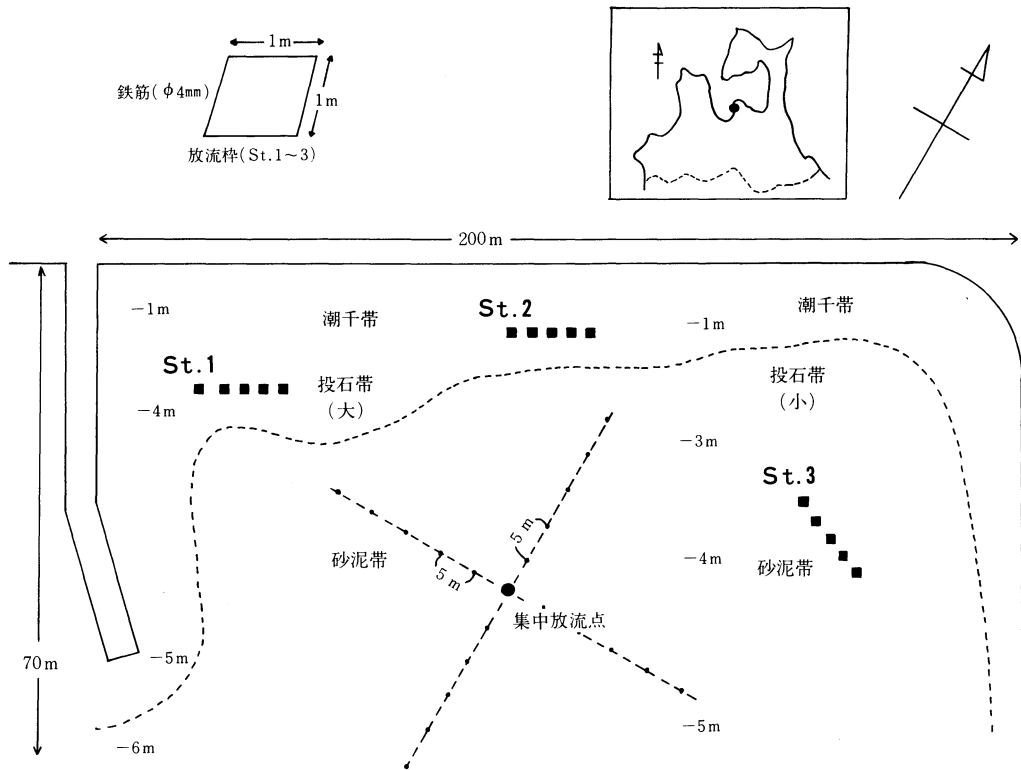 1m
鉄筋(φ4mm)
1m
放流枠(St.1〜3)
200m
−1m
潮干帯
St.2
−1m
潮干帯
St.1
投石帯
(大)
−4m
投石帯
(小)
−3m
St.3
5m
砂泥帯
5m
−4m
砂泥帯
集中放流点
70m
−5m
−5m
−6m